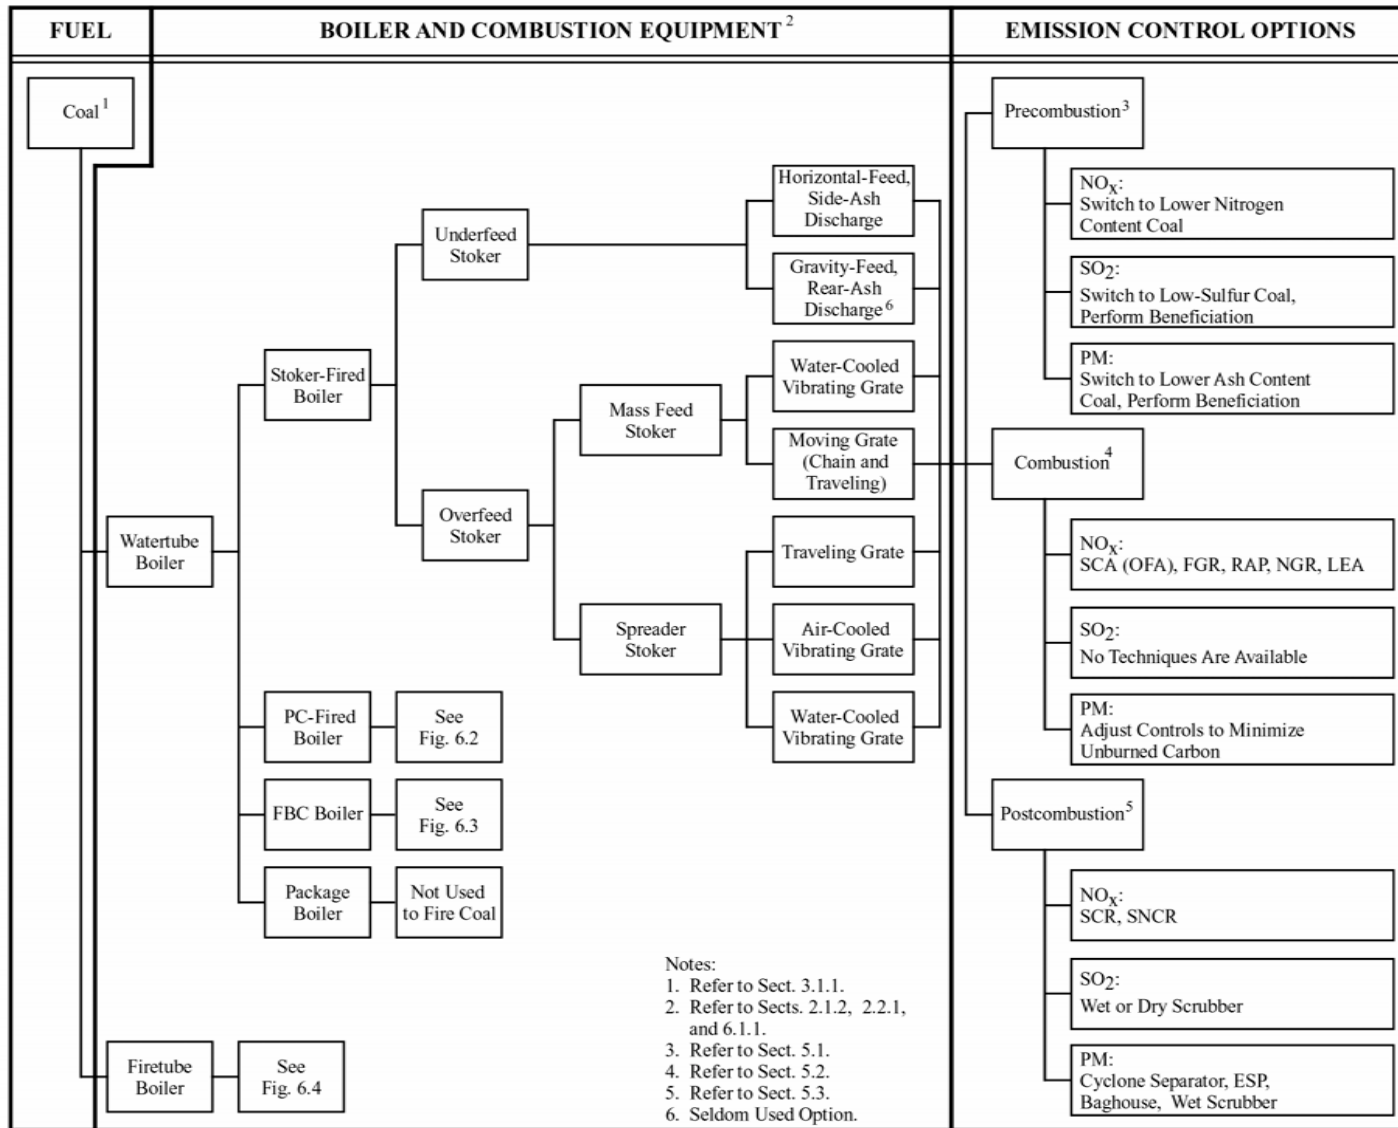 FUEL
BOILER AND COMBUSTION EQUIPMENT 2
EMISSION CONTROL OPTIONS
Coal 1
Watertube
Boiler
Firetube
Boiler
See
Fig. 6.4
Stoker-Fired
Boiler
PC-Fired
Boiler
See
Fig. 6.2
FBC Boiler
See
Fig. 6.3
Package
Boiler
Not Used
to Fire Coal
Underfeed
Stoker
Overfeed
Stoker
Mass Feed
Stoker
Spreader
Stoker
Horizontal-Feed,
Side-Ash
Discharge
Gravity-Feed,
Rear-Ash
Discharge 6
Water-Cooled
Vibrating Grate
Moving Grate
(Chain and
Traveling)
Traveling Grate
Air-Cooled
Vibrating Grate
Water-Cooled
Vibrating Grate
Notes:
1. Refer to Sect. 3.1.1.
2. Refer to Sects. 2.1.2, 2.2.1,
and 6.1.1.
3. Refer to Sect. 5.1.
4. Refer to Sect. 5.2.
5. Refer to Sect. 5.3.
6. Seldom Used Option.
Precombustion 3
NOx:
Switch to Lower Nitrogen
Content Coal
SO2:
Switch to Low-Sulfur Coal,
Perform Beneficiation
PM:
Switch to Lower Ash Content
Coal, Perform Beneficiation
Combustion 4
NOx:
SCA (OFA), FGR, RAP, NGR, LEA
SO2:
No Techniques Are Available
PM:
Adjust Controls to Minimize
Unburned Carbon
Postcombustion 5
NOx:
SCR, SNCR
SO2:
Wet or Dry Scrubber
PM:
Cyclone Separator, ESP,
Baghouse, Wet Scrubber